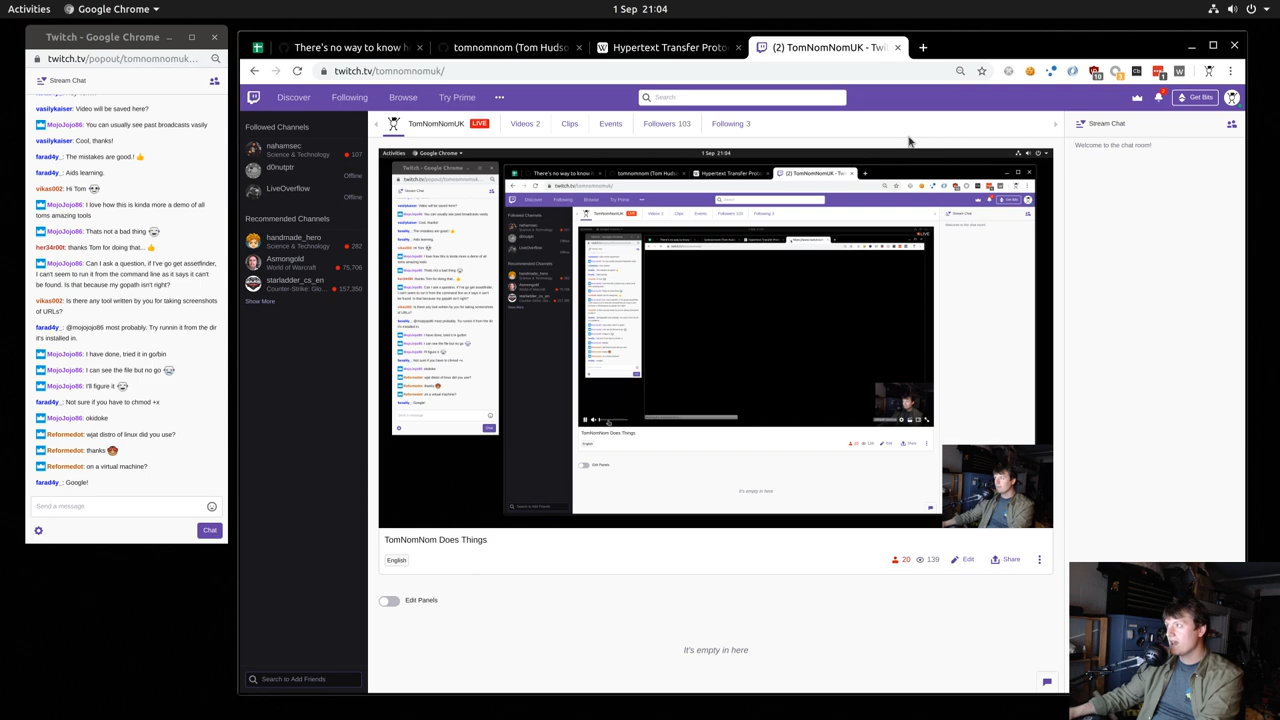 Activities
Google Chrome
1 Sep 21:04
Twitch - Google Chrome
twitch.tv/popout/tomnomnomuk...
Stream Chat
vasilykaiser: Video will be saved here?
MojoJojo86: You can usually see past broadcasts vasily
vasilykaiser: Cool, thanks!
farad4y_: The mistakes are good.!
farad4y_: Aids learning.
vikas002: Hi Tom
MojoJojo86: I love how this is kinda more a demo of all
toms amazing tools
MojoJojo86: Thats not a bad thing
her34r00t: thanks Tom for doing that...
MojoJojo86: Can I ask a question, if I've go get assetfinder,
I can't seem to run it from the command line as it says it can't
be found. Is that because my gopath isn't right?
vikas002: Is there any tool written by you for taking screenshots
of URLs?
farad4y_: @mojojojo86 most probably. Try runnin it from the dir
it's installed in.
MojoJojo86: I have done, tried it in go/bin
MojoJojo86: I can see the file but no go
MojoJojo86: I'll figure it
farad4y_: Not sure if you have to chmod +x
MojoJojo86: okidoke
Reformedot: wjat distro of linux did you use?
Reformedot: thanks
Reformedot: on a virtual machine?
farad4y_: Google!
Send a message
Chat
There's no way to know h
tomnomnom (Tom Hudso
Hypertext Transfer Proto
(2) TomNomNomUK - Twi
twitch.tv/tomnomnomuk/
Discover
Following
Browse
Try Prime
Search
Get Bits
Followed Channels
nahamsec
Science & Technology
107
d0nutptr
Offline
LiveOverflow
Offline
Recommended Channels
handmade_hero
Science & Technology
282
Asmongold
World of Warcraft
75,706
starladder_cs_en
Counter-Strike: Glo...
157,350
Show More
Search to Add Friends
TomNomNomUK
LIVE
Videos 2
Clips
Events
Followers 103
Following 3
Stream Chat
Welcome to the chat room!
TomNomNom Does Things
English
20
139
Edit
Share
Edit Panels
It's empty in here